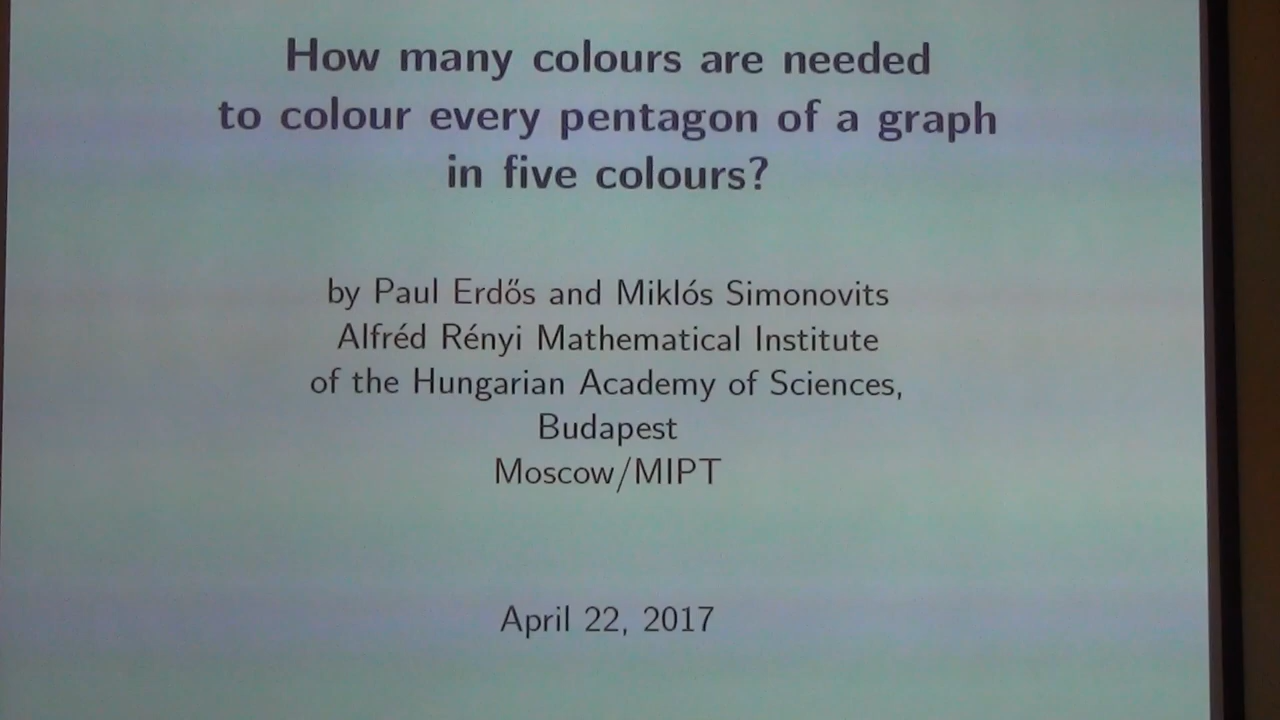 How many colours are needed
to colour every pentagon of a graph
in five colours?
by Paul Erdős and Miklós Simonovits
Alfréd Rényi Mathematical Institute
of the Hungarian Academy of Sciences,
Budapest
Moscow/MIPT
April 22, 2017